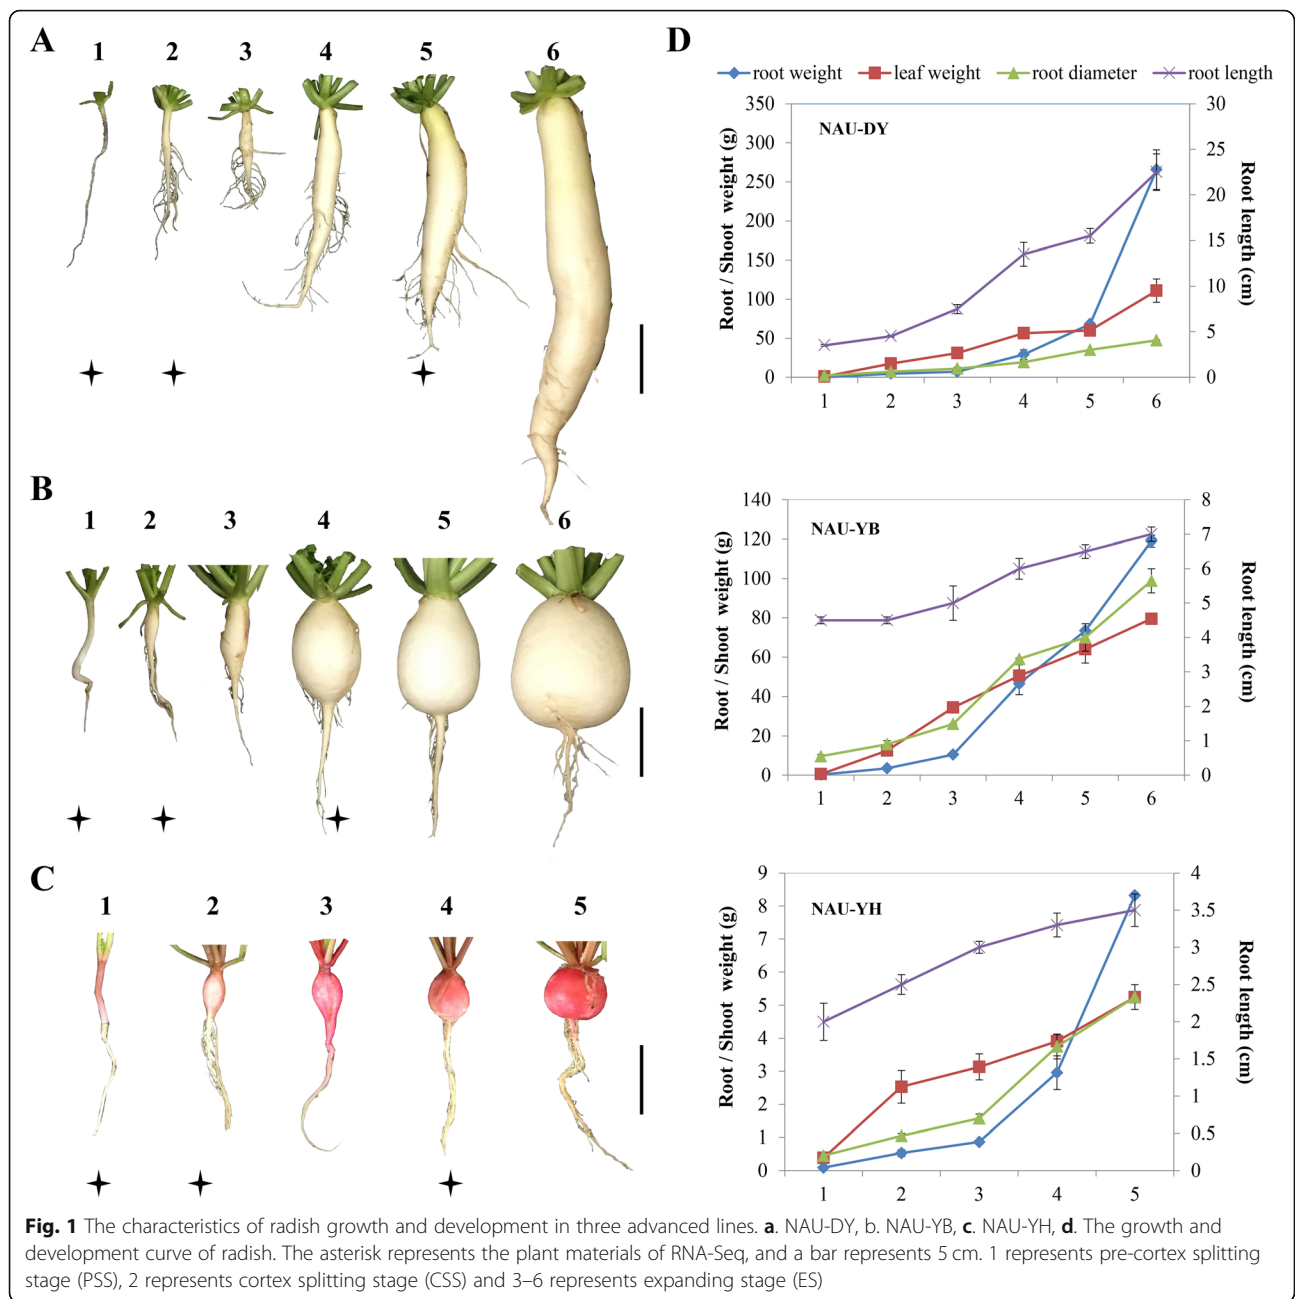 A
1 2 3 4 5 6
B
1 2 3 4 5 6
C
1 2 3 4 5
D
root weight leaf weight root diameter root length
NAU-DY
Root / Shoot weight (g)
350
300
250
200
150
100
50
0
30
25
20
15
10
5
0
Root length (cm)
1 2 3 4 5 6
NAU-YB
Root / Shoot weight (g)
140
120
100
80
60
40
20
0
8
7
6
5
4
3
2
1
0
Root length (cm)
1 2 3 4 5 6
NAU-YH
Root / Shoot weight (g)
9
8
7
6
5
4
3
2
1
0
4
3.5
3
2.5
2
1.5
1
0.5
0
Root length (cm)
1 2 3 4 5
Fig. 1 The characteristics of radish growth and development in three advanced lines. a. NAU-DY, b. NAU-YB, c. NAU-YH, d. The growth and
development curve of radish. The asterisk represents the plant materials of RNA-Seq, and a bar represents 5 cm. 1 represents pre-cortex splitting
stage (PSS), 2 represents cortex splitting stage (CSS) and 3–6 represents expanding stage (ES)